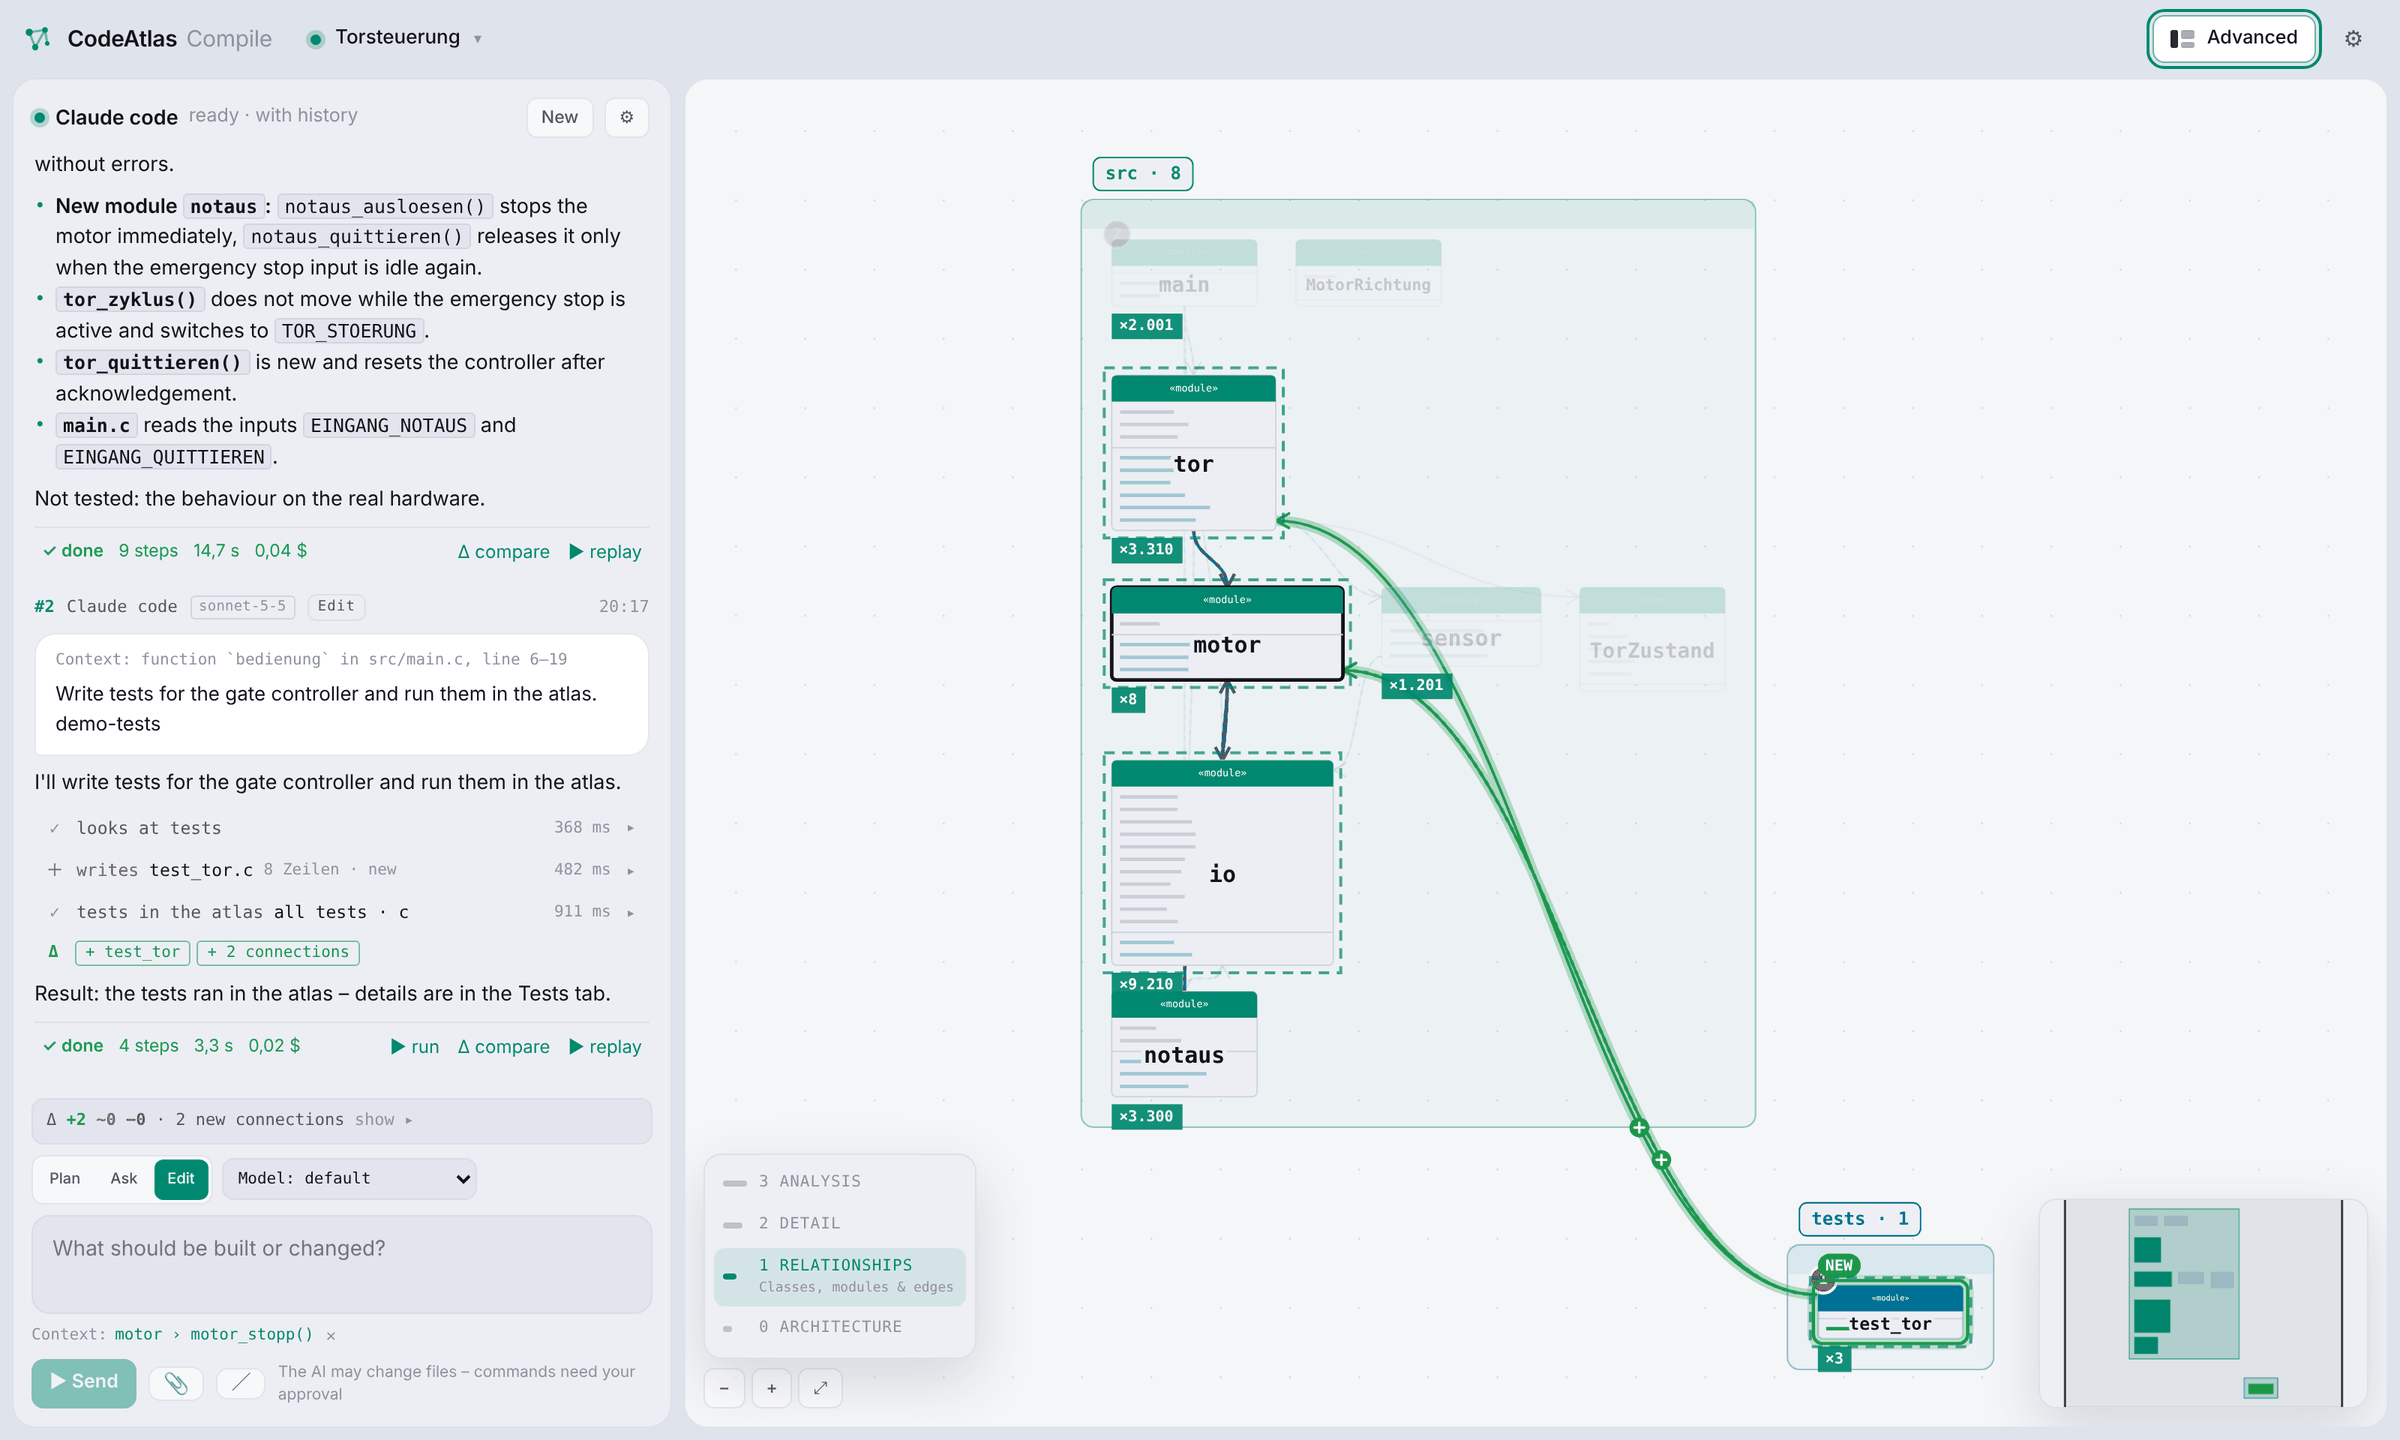 CodeAtlas Compile
Torsteuerung ▾
Advanced
Claude code ready · with history
New
without errors.
• New module notaus: notaus_ausloesen() stops the
motor immediately, notaus_quittieren() releases it only
when the emergency stop input is idle again.
• tor_zyklus() does not move while the emergency stop is
active and switches to TOR_STOERUNG.
• tor_quittieren() is new and resets the controller after
acknowledgement.
• main.c reads the inputs EINGANG_NOTAUS and
EINGANG_QUITTIEREN.
Not tested: the behaviour on the real hardware.
✓ done 9 steps 14,7 s 0,04 $ Δ compare ▶ replay
#2 Claude code sonnet-5-5 Edit 20:17
Context: function `bedienung` in src/main.c, line 6–19
Write tests for the gate controller and run them in the atlas.
demo-tests
I'll write tests for the gate controller and run them in the atlas.
✓ looks at tests 368 ms ▸
+ writes test_tor.c 8 Zeilen · new 482 ms ▸
✓ tests in the atlas all tests · c 911 ms ▸
Δ + test_tor + 2 connections
Result: the tests ran in the atlas – details are in the Tests tab.
✓ done 4 steps 3,3 s 0,02 $ ▶ run Δ compare ▶ replay
Δ +2 ~0 −0 · 2 new connections show ▸
Plan Ask Edit Model: default
What should be built or changed?
Context: motor › motor_stopp() ×
▶ Send
The AI may change files – commands need your
approval
src · 8
main
MotorRichtung
×2.001
«module»
tor
×3.310
«module»
motor
×8
sensor
×1.201
TorZustand
«module»
io
×9.210
«module»
notaus
×3.300
3 ANALYSIS
2 DETAIL
1 RELATIONSHIPS
Classes, modules & edges
0 ARCHITECTURE
− +
tests · 1
NEW
«module»
test_tor
×3